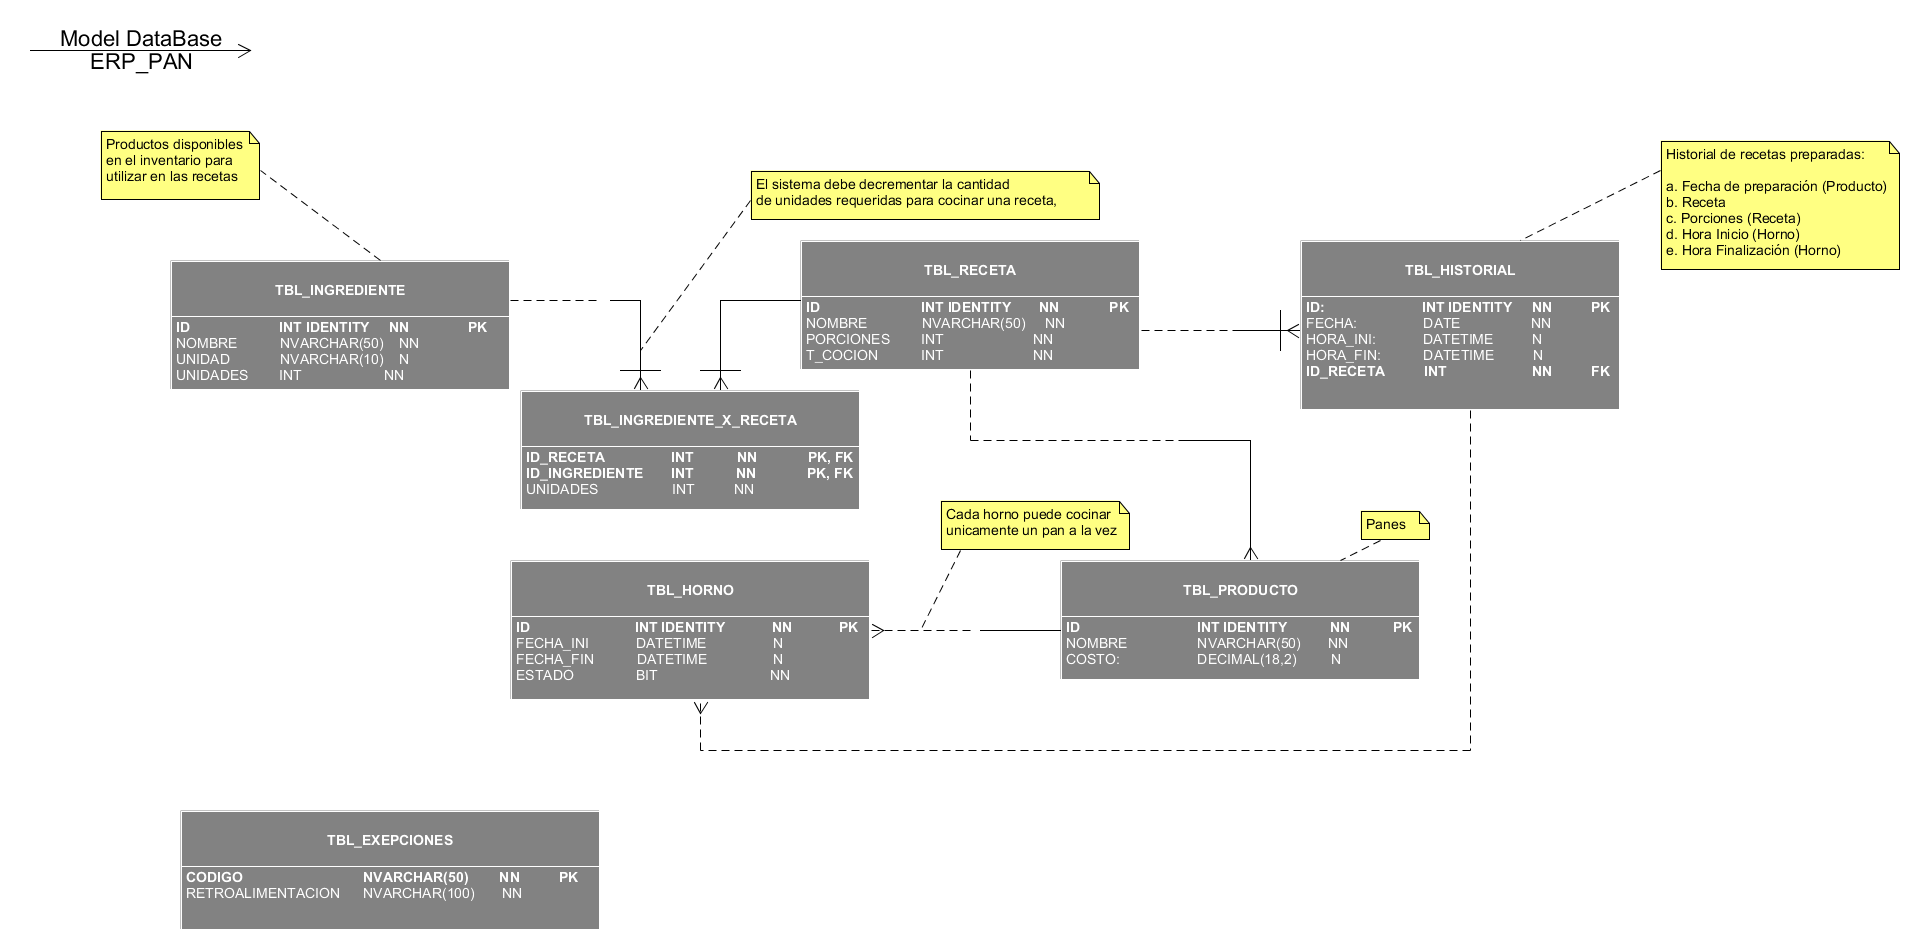 Model DataBase
ERP_PAN
Productos disponibles
en el inventario para
utilizar en las recetas
El sistema debe decrementar la cantidad
de unidades requeridas para cocinar una receta,
Historial de recetas preparadas:
a. Fecha de preparación (Producto)
b. Receta
c. Porciones (Receta)
d. Hora Inicio (Horno)
e. Hora Finalización (Horno)
TBL_INGREDIENTE
ID INT IDENTITY NN PK
NOMBRE NVARCHAR(50) NN
UNIDAD NVARCHAR(10) N
UNIDADES INT NN
TBL_RECETA
ID INT IDENTITY NN PK
NOMBRE NVARCHAR(50) NN
PORCIONES INT NN
T_COCION INT NN
TBL_HISTORIAL
ID: INT IDENTITY NN PK
FECHA: DATE NN
HORA_INI: DATETIME N
HORA_FIN: DATETIME N
ID_RECETA INT NN FK
TBL_INGREDIENTE_X_RECETA
ID_RECETA INT NN PK, FK
ID_INGREDIENTE INT NN PK, FK
UNIDADES INT NN
Cada horno puede cocinar
unicamente un pan a la vez
Panes
TBL_HORNO
ID INT IDENTITY NN PK
FECHA_INI DATETIME N
FECHA_FIN DATETIME N
ESTADO BIT NN
TBL_PRODUCTO
ID INT IDENTITY NN PK
NOMBRE NVARCHAR(50) NN
COSTO: DECIMAL(18,2) N
TBL_EXEPCIONES
CODIGO NVARCHAR(50) NN PK
RETROALIMENTACION NVARCHAR(100) NN